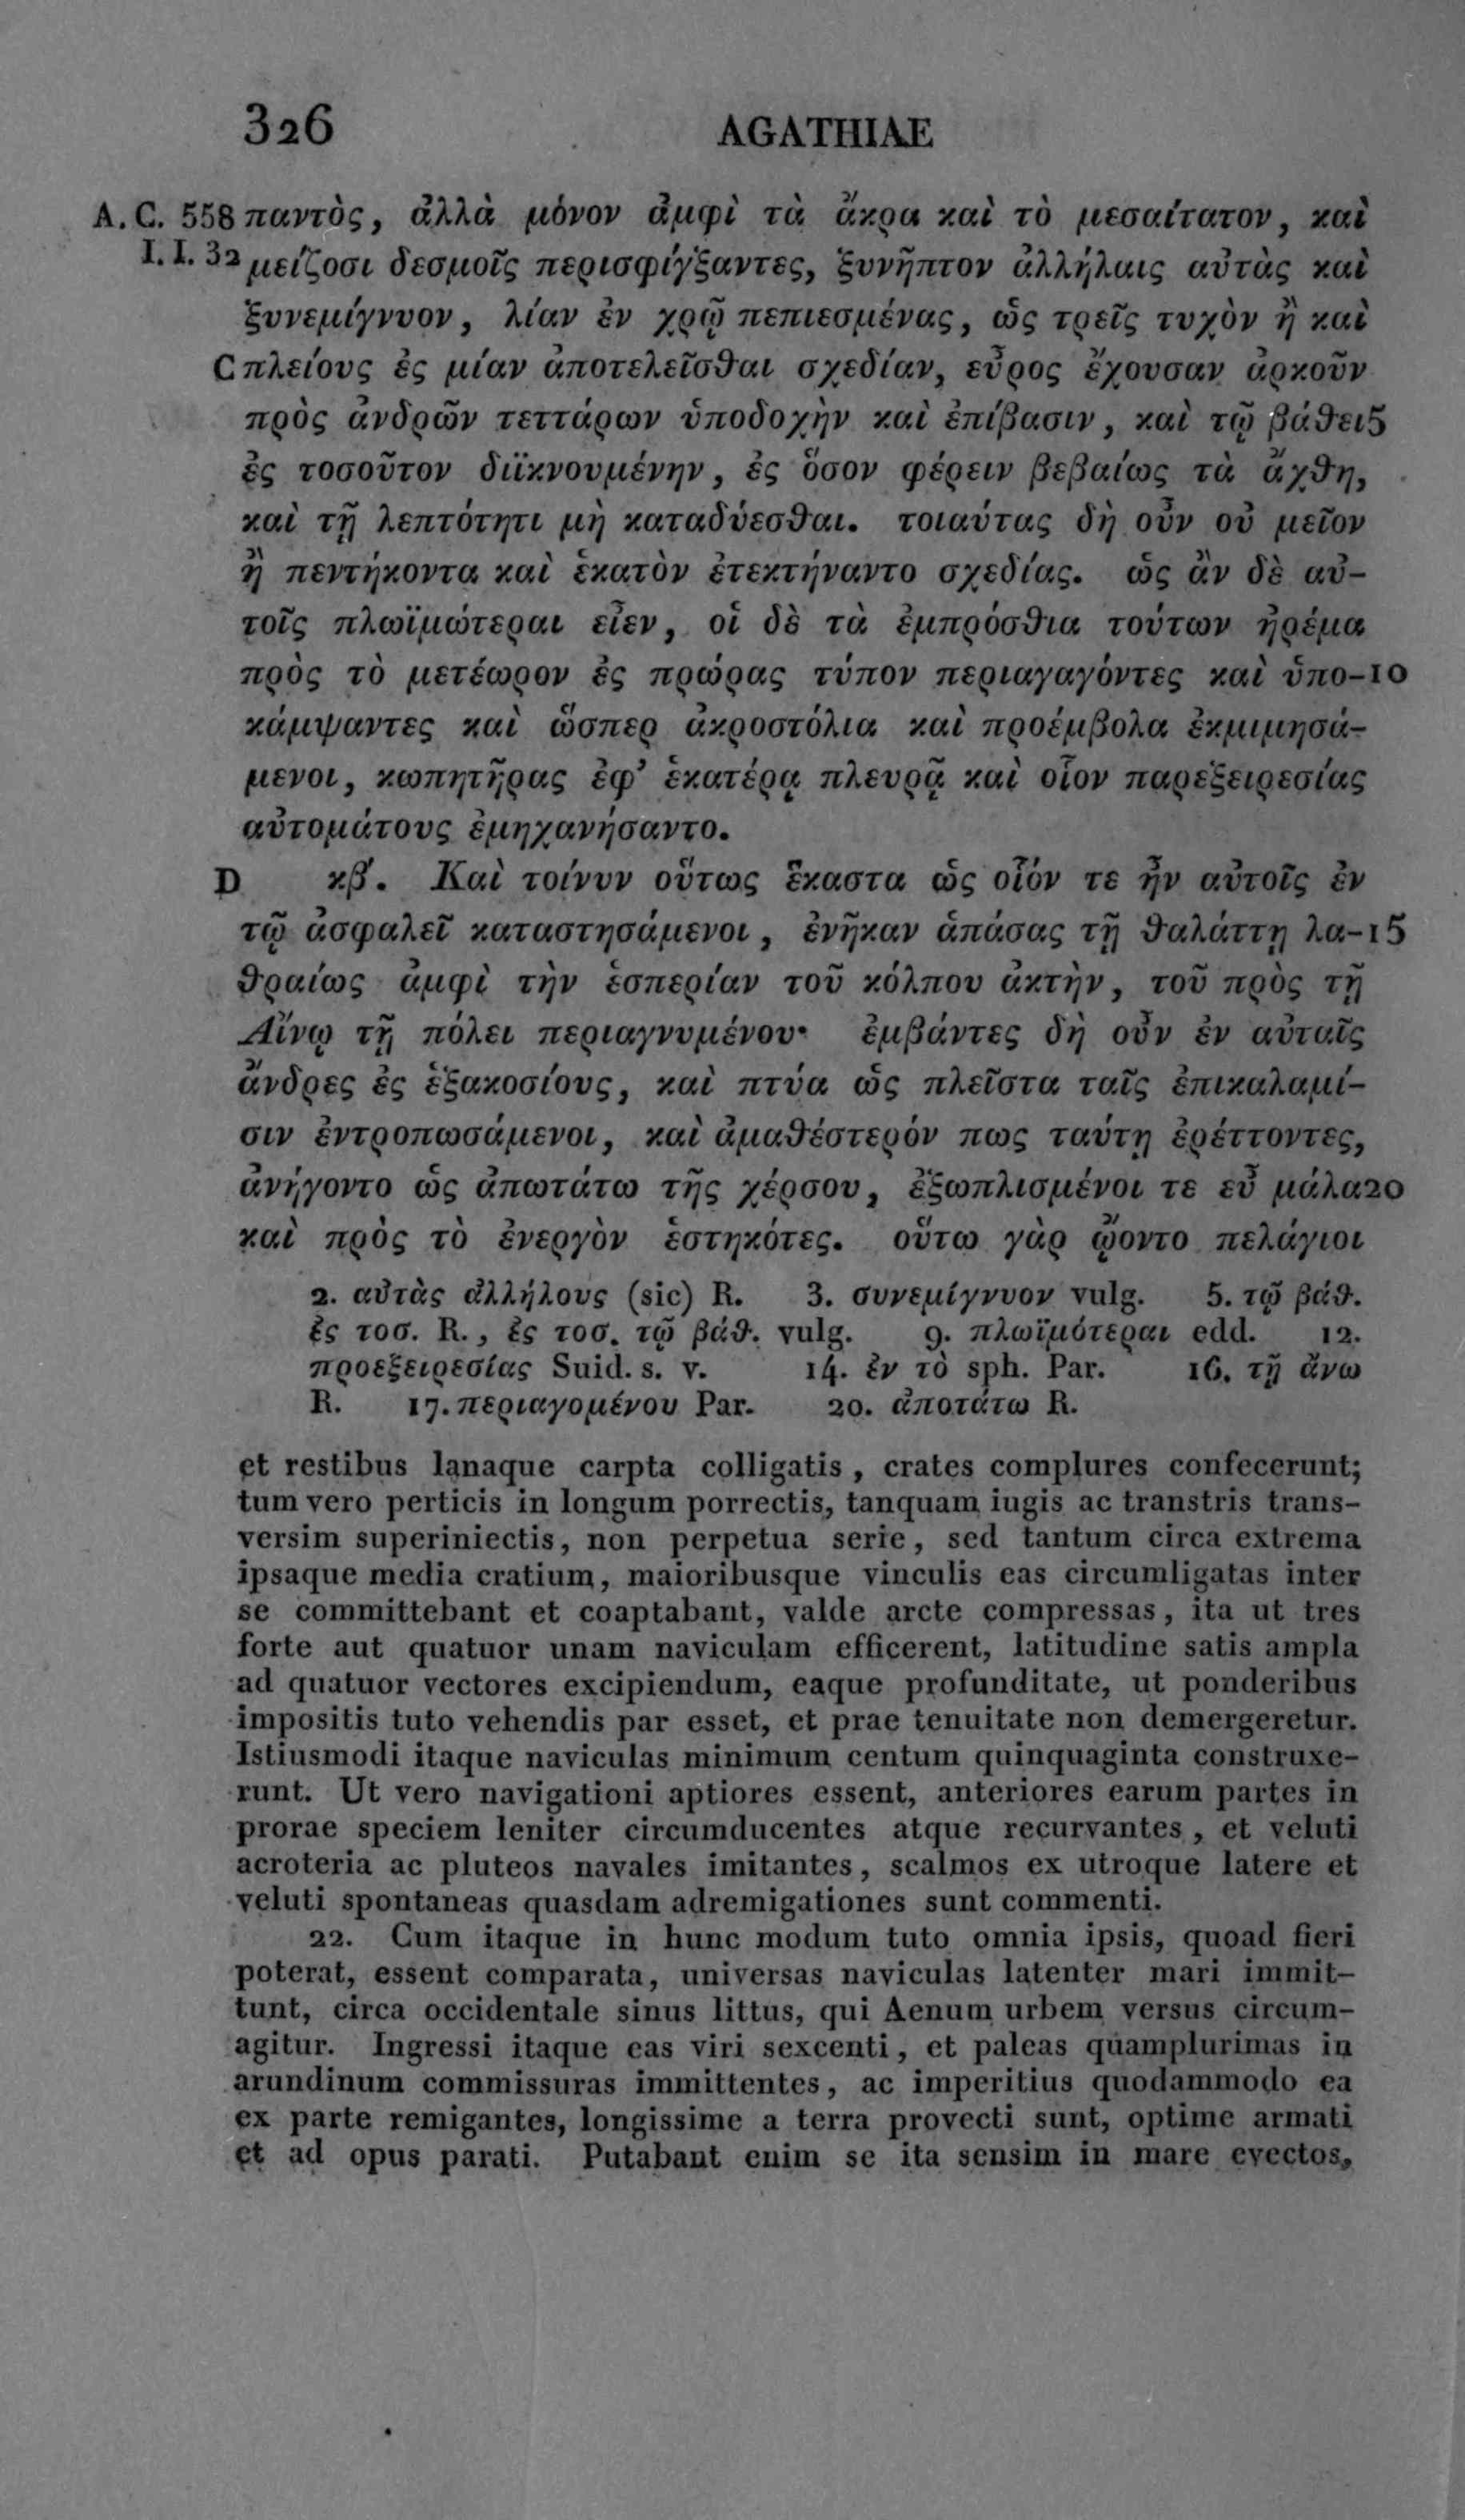 326 AGATHIAE
A. C. 558 παντὸς, ἀλλὰ μόνον ἀμφὶ τὰ ἄκρα καὶ τὸ μεσαίτατον, καὶ
I. I. 32 μείζοσι δεσμοῖς περισφίγξαντες, ξυνῆπτον ἀλλήλαις αὐτὰς καὶ
ξυνεμίγνυον, λίαν ἐν χρῷ πεπιεσμένας, ὡς τρεῖς τυχὸν ἢ καὶ
C πλείους ἐς μίαν ἀποτελεῖσθαι σχεδίαν, εὖρος ἔχουσαν ἀρκοῦν
πρὸς ἀνδρῶν τεττάρων ὑποδοχὴν καὶ ἐπίβασιν, καὶ τῷ βάθει 5
ἐς τοσοῦτον διϊκνουμένην, ἐς ὅσον φέρειν βεβαίως τὰ ἄχθη,
καὶ τῇ λεπτότητι μὴ καταδύεσθαι. τοιαύτας δὴ οὖν οὐ μεῖον
ἢ πεντήκοντα καὶ ἑκατὸν ἐτεκτήναντο σχεδίας. ὡς ἂν δὲ αὐ-
τοῖς πλωϊμώτεραι εἶεν, οἱ δὲ τὰ ἐμπρόσθια τούτων ἠρέμα
πρὸς τὸ μετέωρον ἐς πρώρας τύπον περιαγαγόντες καὶ ὑπο- 10
κάμψαντες καὶ ὥσπερ ἀκροστόλια καὶ προέμβολα ἐκμιμησά-
μενοι, κωπητῆρας ἐφ᾽ ἑκατέρᾳ πλευρᾷ καὶ οἷον παρεξειρεσίας
αὐτομάτους ἐμηχανήσαντο.
D κβ΄. Καὶ τοίνυν οὕτως ἕκαστα ὡς οἷόν τε ἦν αὐτοῖς ἐν
τῷ ἀσφαλεῖ καταστησάμενοι, ἐνῆκαν ἁπάσας τῇ θαλάττῃ λα- 15
θραίως ἀμφὶ τὴν ἑσπερίαν τοῦ κόλπου ἀκτὴν, τοῦ πρὸς τῇ
Αἴνῳ τῇ πόλει περιαγνυμένου· ἐμβάντες δὴ οὖν ἐν αὐταῖς
ἄνδρες ἐς ἑξακοσίους, καὶ πτύα ὡς πλεῖστα ταῖς ἐπικαλαμί-
σιν ἐντροπωσάμενοι, καὶ ἀμαθέστερόν πως ταύτῃ ἐρέττοντες,
ἀνήγοντο ὡς ἀπωτάτω τῆς χέρσου, ἐξωπλισμένοι τε εὖ μάλα 20
καὶ πρὸς τὸ ἐνεργὸν ἑστηκότες. οὕτω γὰρ ᾤοντο πελάγιοι
2. αὐτὰς ἀλλήλους (sic) R. 3. συνεμίγνυον vulg. 5. τῷ βάθ.
ἐς τοσ. R., ἐς τοσ. τῷ βάθ. vulg. 9. πλωϊμότεραι edd. 12.
προεξειρεσίας Suid. s. v. 14. ἐν τὸ sph. Par. 16. τῇ ἄνω
R. 17. περιαγομένου Par. 20. ἀποτάτω R.
et restibus lanaque carpta colligatis, crates complures confecerunt;
tum vero perticis in longum porrectis, tanquam iugis ac transtris trans-
versim superiniectis, non perpetua serie, sed tantum circa extrema
ipsaque media cratium, maioribusque vinculis eas circumligatas inter
se committebant et coaptabant, valde arcte compressas, ita ut tres
forte aut quatuor unam naviculam efficerent, latitudine satis ampla
ad quatuor vectores excipiendum, eaque profunditate, ut ponderibus
impositis tuto vehendis par esset, et prae tenuitate non demergeretur.
Istiusmodi itaque naviculas minimum centum quinquaginta construxe-
runt. Ut vero navigationi aptiores essent, anteriores earum partes in
prorae speciem leniter circumducentes atque recurvantes, et veluti
acroteria ac pluteos navales imitantes, scalmos ex utroque latere et
veluti spontaneas quasdam adremigationes sunt commenti.
22. Cum itaque in hunc modum tuto omnia ipsis, quoad fieri
poterat, essent comparata, universas naviculas latenter mari immit-
tunt, circa occidentale sinus littus, qui Aenum urbem versus circum-
agitur. Ingressi itaque eas viri sexcenti, et paleas quamplurimas in
arundinum commissuras immittentes, ac imperitius quodammodo ea
ex parte remigantes, longissime a terra provecti sunt, optime armati
et ad opus parati. Putabant enim se ita sensim in mare evectos,